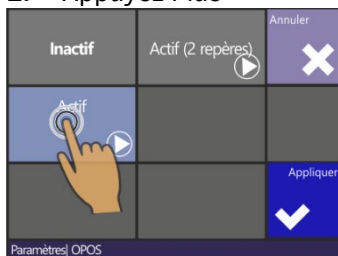 Inactif
Actif (2 repères)
Annuler
Actif
Appliquer
Paramètres| OPOS